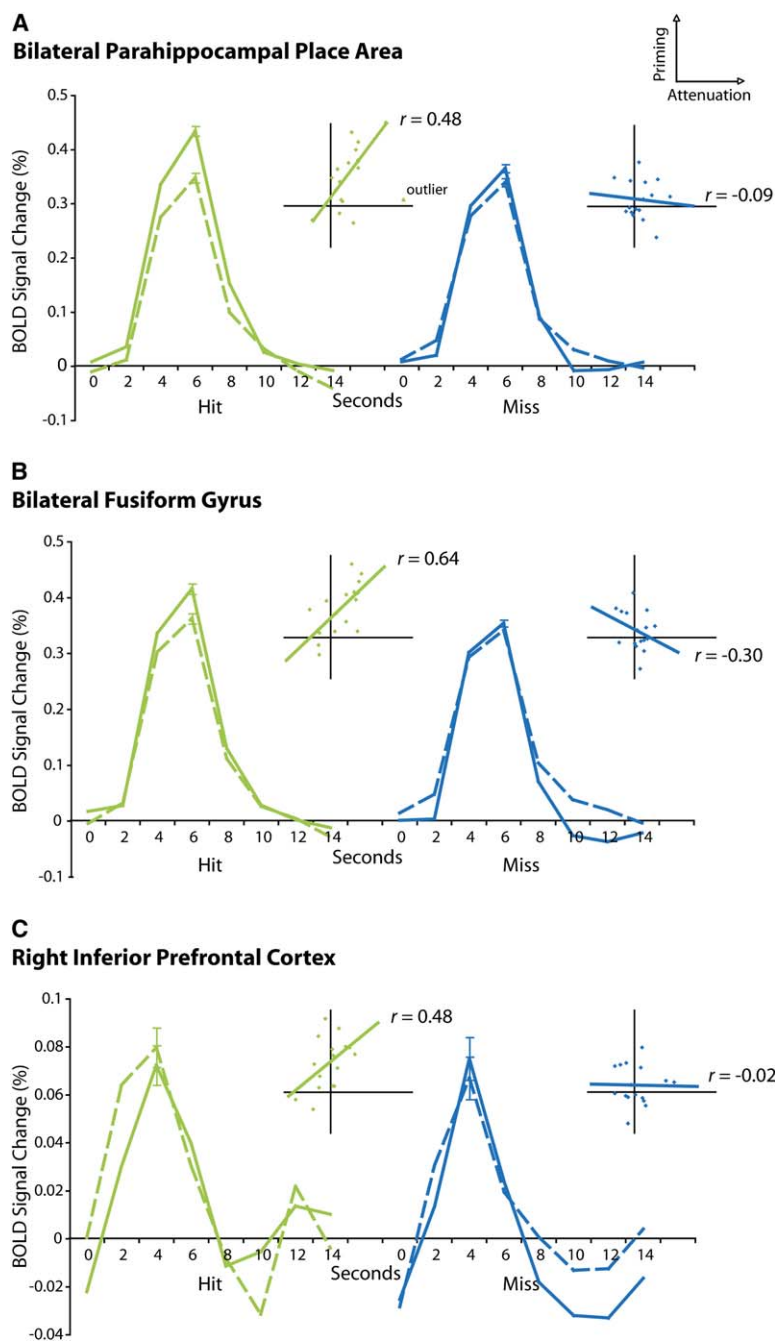 A
Bilateral Parahippocampal Place Area
Priming
Attenuation
0.5
0.4
0.3
0.2
0.1
0
-0.1
BOLD Signal Change (%)
r = 0.48
outlier
r = -0.09
0 2 4 6 8 10 12 14
0 2 4 6 8 10 12 14
Hit
Seconds
Miss
B
Bilateral Fusiform Gyrus
0.5
0.4
0.3
0.2
0.1
0
-0.1
BOLD Signal Change (%)
r = 0.64
r = -0.30
0 2 4 6 8 10 12 14
0 2 4 6 8 10 12 14
Hit
Seconds
Miss
C
Right Inferior Prefrontal Cortex
0.1
0.08
0.06
0.04
0.02
0
-0.02
-0.04
BOLD Signal Change (%)
r = 0.48
r = -0.02
0 2 4 6 8 10 12 14
0 2 4 6 8 10 12 14
Hit
Seconds
Miss